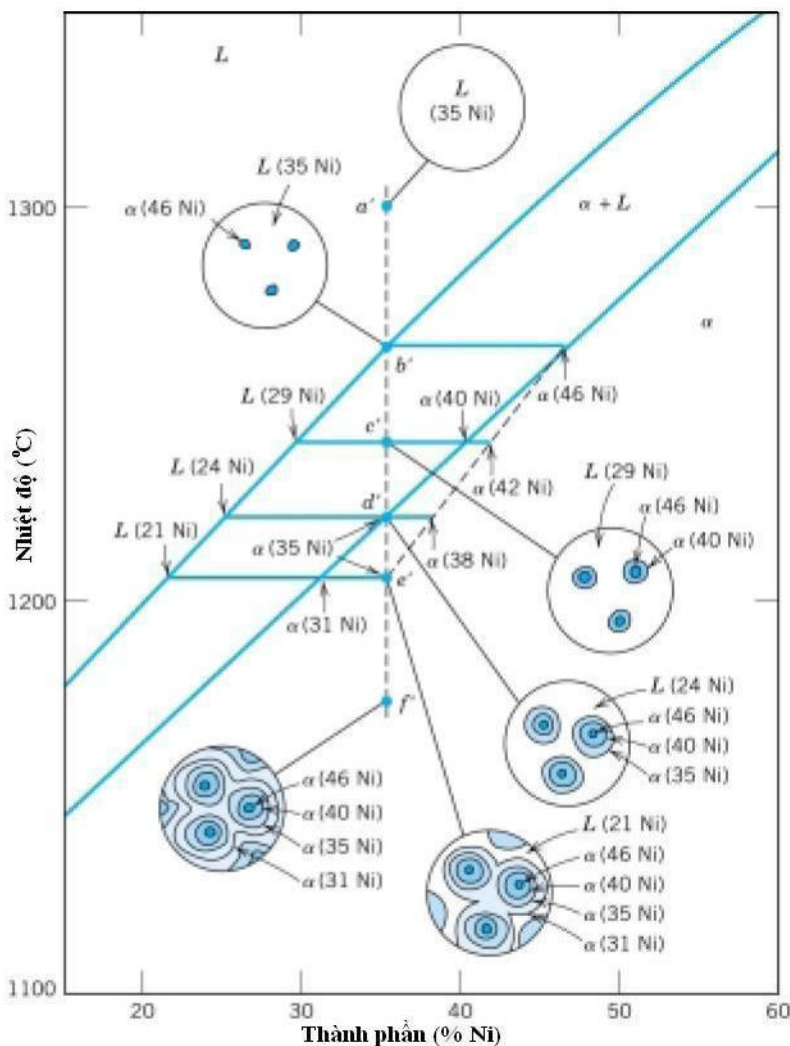 L
L
(35 Ni)
L (35 Ni)
α (46 Ni)
1300
a'
α + L
α
b'
L (29 Ni)
α (40 Ni)
α (46 Ni)
c'
L (24 Ni)
α (42 Ni)
L (29 Ni)
d'
α (46 Ni)
L (21 Ni)
α (35 Ni)
α (38 Ni)
α (40 Ni)
e'
1200
α (31 Ni)
L (24 Ni)
f'
α (46 Ni)
α (40 Ni)
α (35 Ni)
α (46 Ni)
α (40 Ni)
α (35 Ni)
α (31 Ni)
L (21 Ni)
α (46 Ni)
α (40 Ni)
α (35 Ni)
α (31 Ni)
1100
20
30
40
50
60
Thành phần (% Ni)
Nhiệt độ (°C)